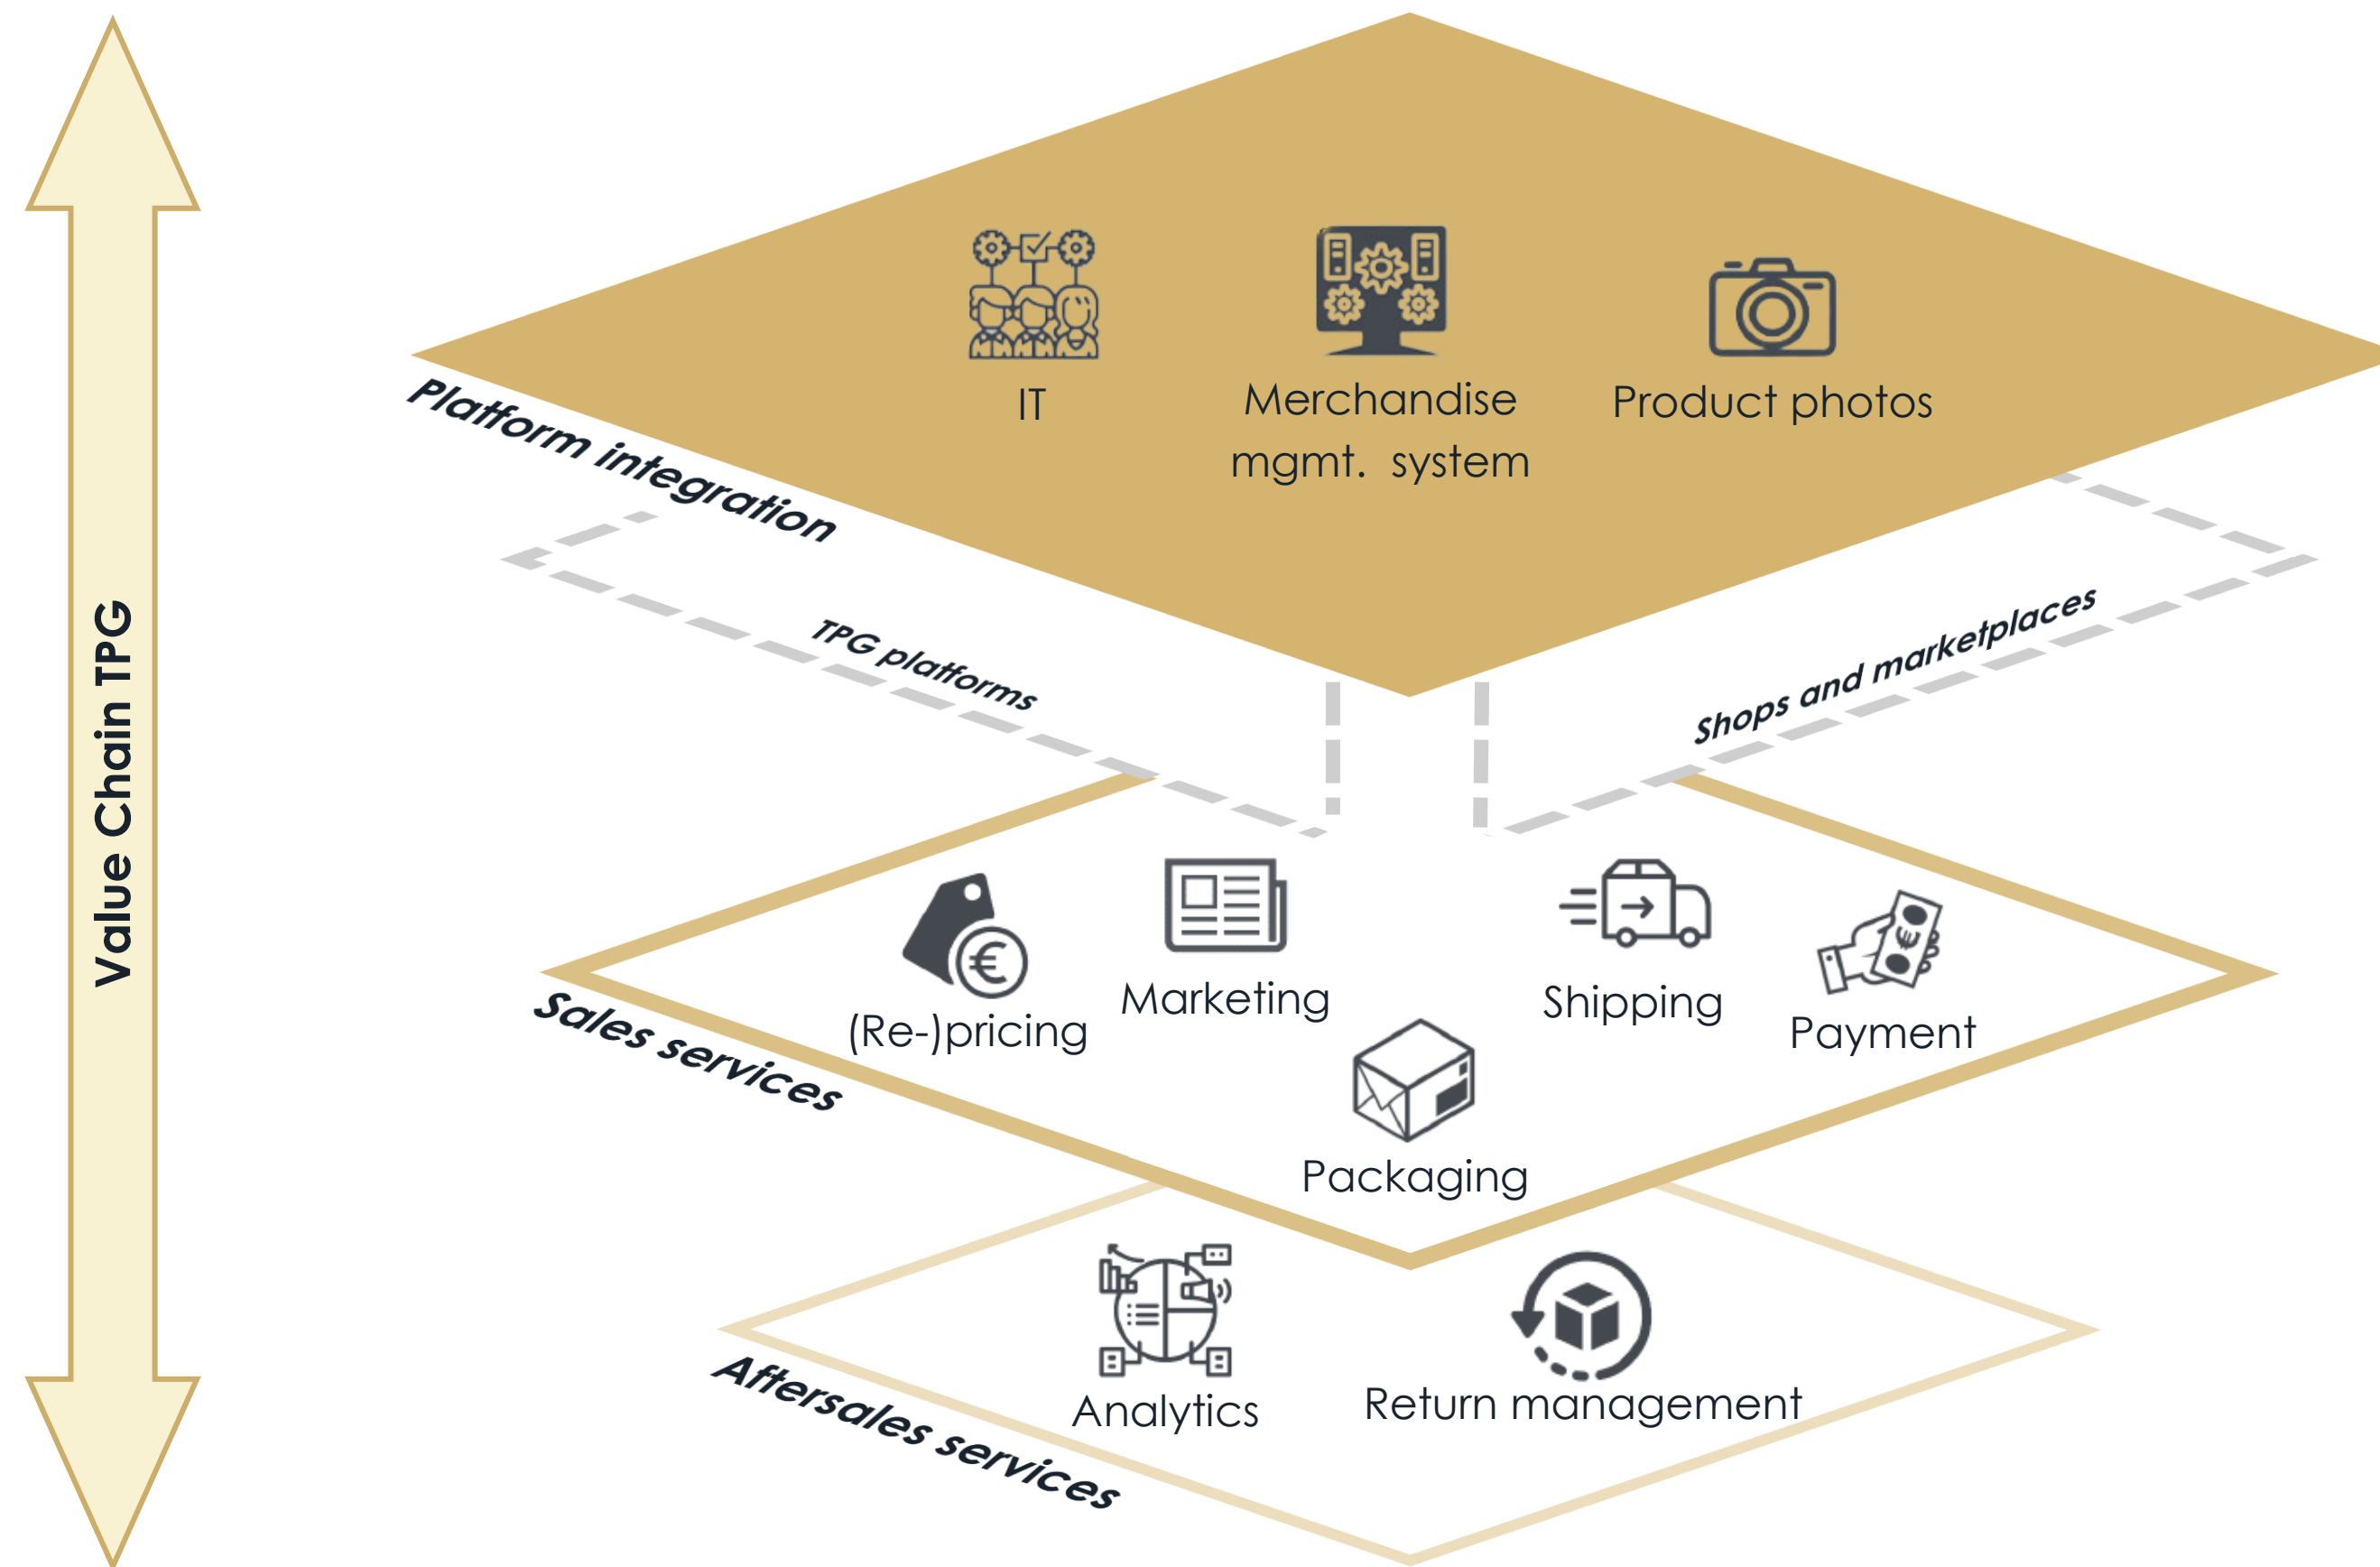 Value Chain TPG
IT
Merchandise
mgmt. system
Product photos
Platform integration
TPG platforms
Shops and marketplaces
(Re-)pricing
Marketing
Shipping
Payment
Packaging
Sales services
Analytics
Return management
Aftersales services